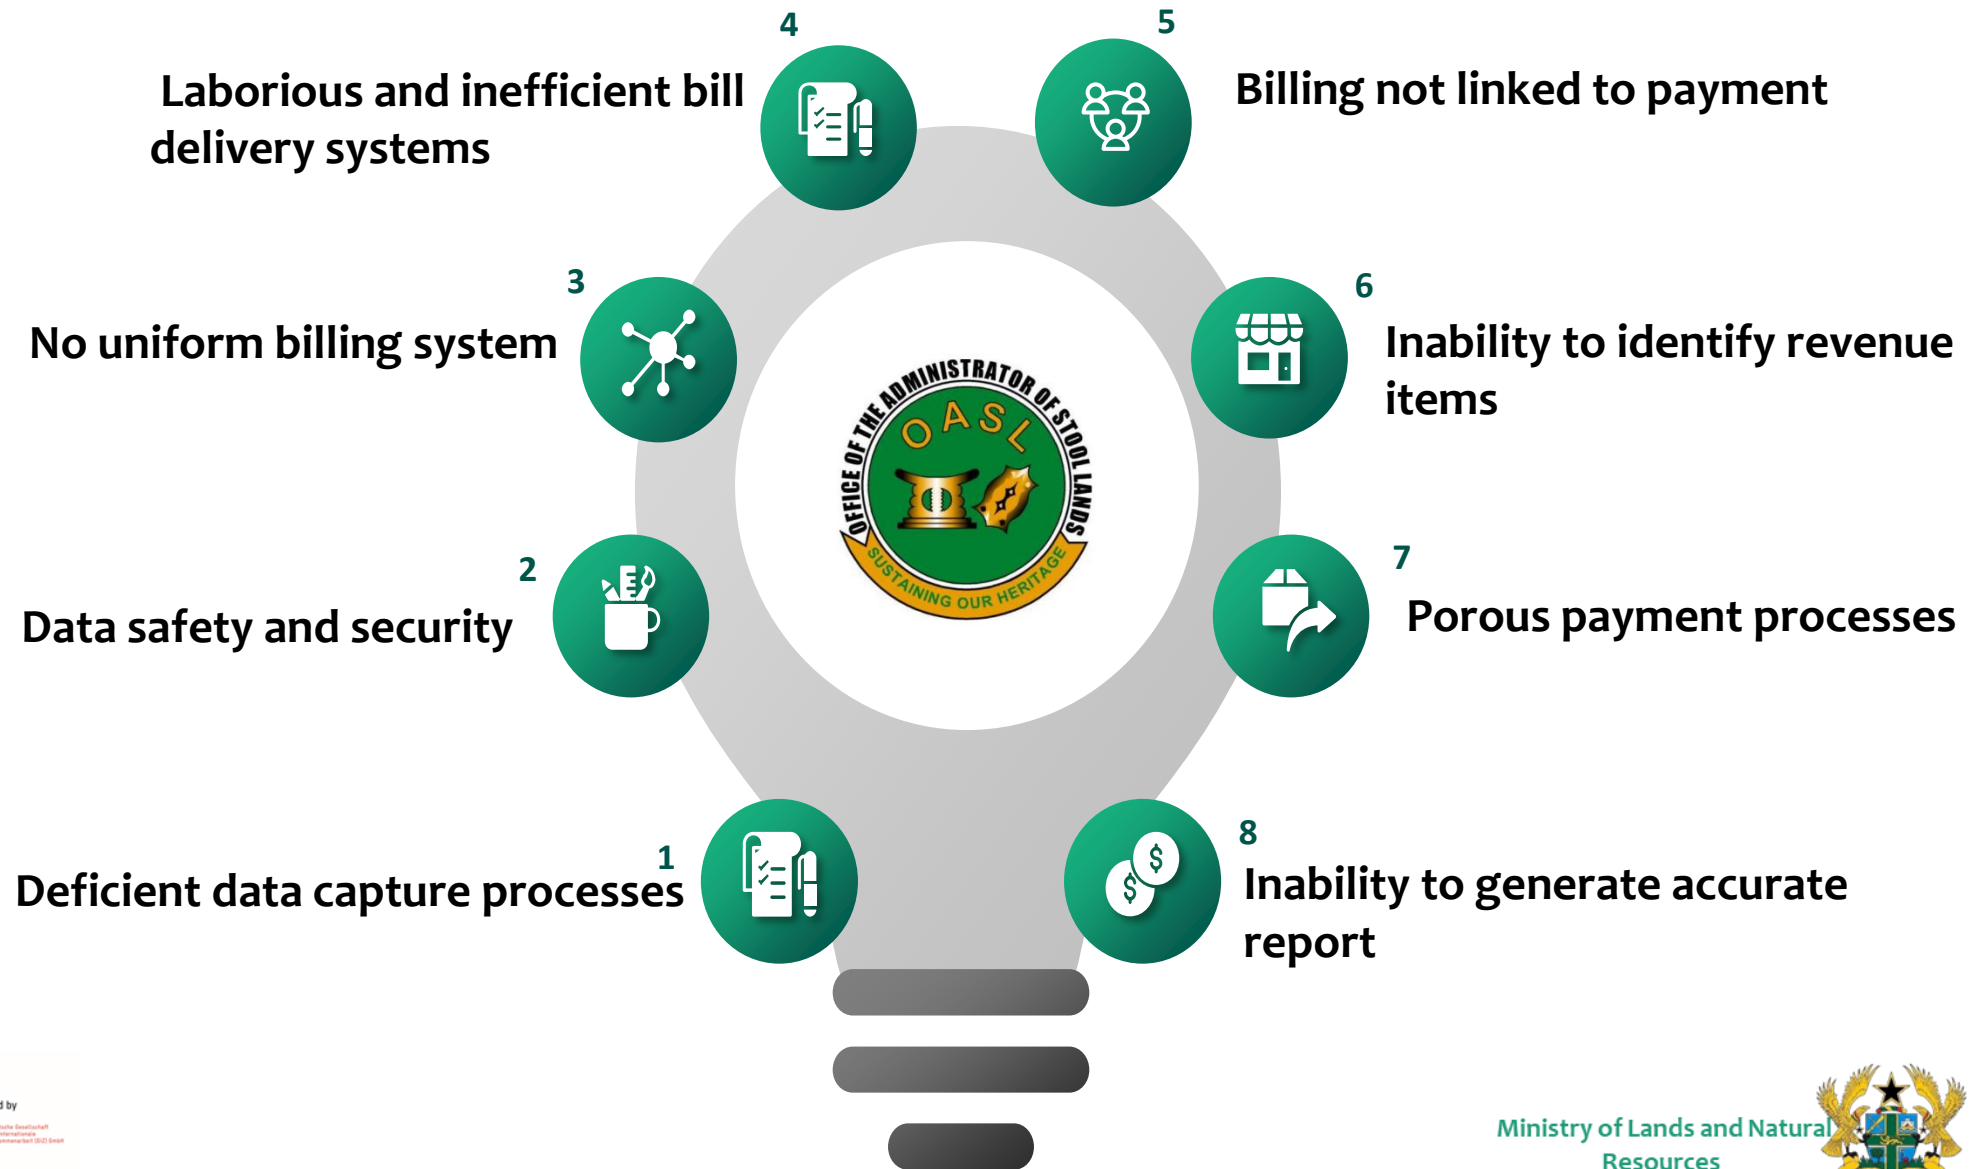 4
Laborious and inefficient bill
delivery systems
5
Billing not linked to payment
3
No uniform billing system
6
Inability to identify revenue
items
2
Data safety and security
7
Porous payment processes
1
Deficient data capture processes
8
Inability to generate accurate
report
OFFICE OF THE ADMINISTRATOR OF STOOL LANDS
OASL
SUSTAINING OUR HERITAGE
$
$
d by
Ministry of Lands and Natural
Resources